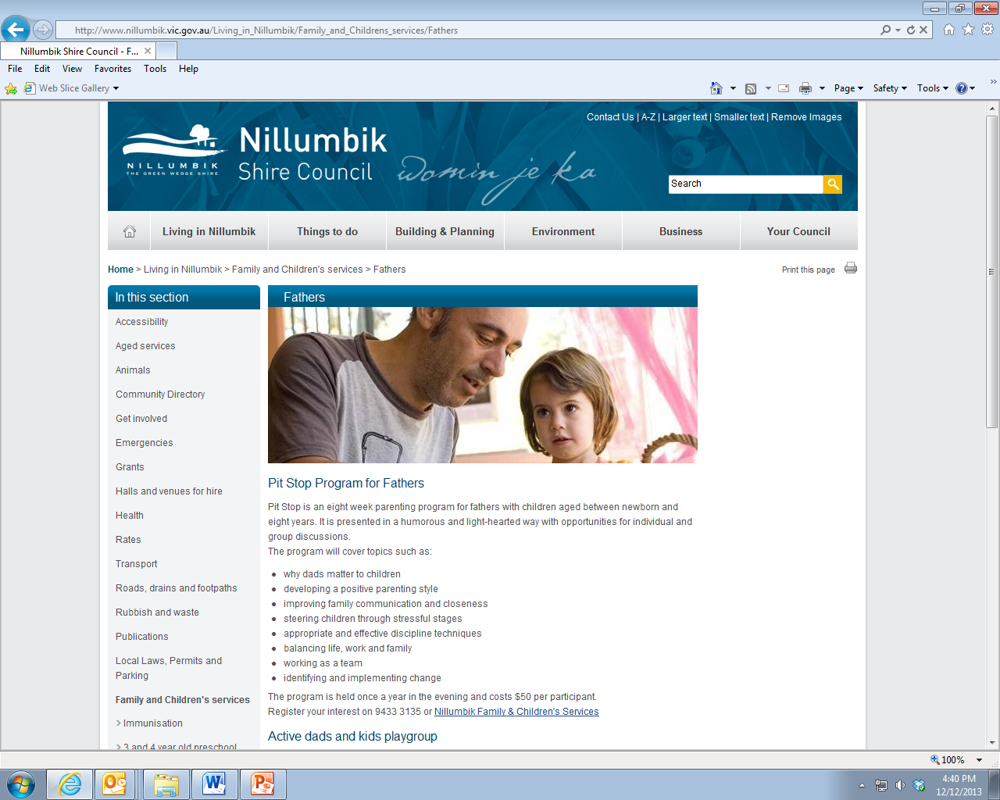 http://www.nillumbik.vic.gov.au/Living_in_Nillumbik/Family_and_Childrens_services/Fathers
Nillumbik Shire Council - F...
File Edit View Favorites Tools Help
Web Slice Gallery
Page Safety Tools
Contact Us | A-Z | Larger text | Smaller text | Remove Images
NILLUMBIK
THE GREEN WEDGE SHIRE
Nillumbik
Shire Council
womin je ka
Search
Living in Nillumbik Things to do Building & Planning Environment Business Your Council
Home > Living in Nillumbik > Family and Children's services > Fathers
Print this page
In this section
Accessibility
Aged services
Animals
Community Directory
Get involved
Emergencies
Grants
Halls and venues for hire
Health
Rates
Transport
Roads, drains and footpaths
Rubbish and waste
Publications
Local Laws, Permits and
Parking
Family and Children's services
> Immunisation
> 3 and 4 year old preschool
Fathers
Pit Stop Program for Fathers
Pit Stop is an eight week parenting program for fathers with children aged between newborn and
eight years. It is presented in a humorous and light-hearted way with opportunities for individual and
group discussions.
The program will cover topics such as:
• why dads matter to children
• developing a positive parenting style
• improving family communication and closeness
• steering children through stressful stages
• appropriate and effective discipline techniques
• balancing life, work and family
• working as a team
• identifying and implementing change
The program is held once a year in the evening and costs $50 per participant.
Register your interest on 9433 3135 or Nillumbik Family & Children's Services
Active dads and kids playgroup
100%
4:40 PM
12/12/2013